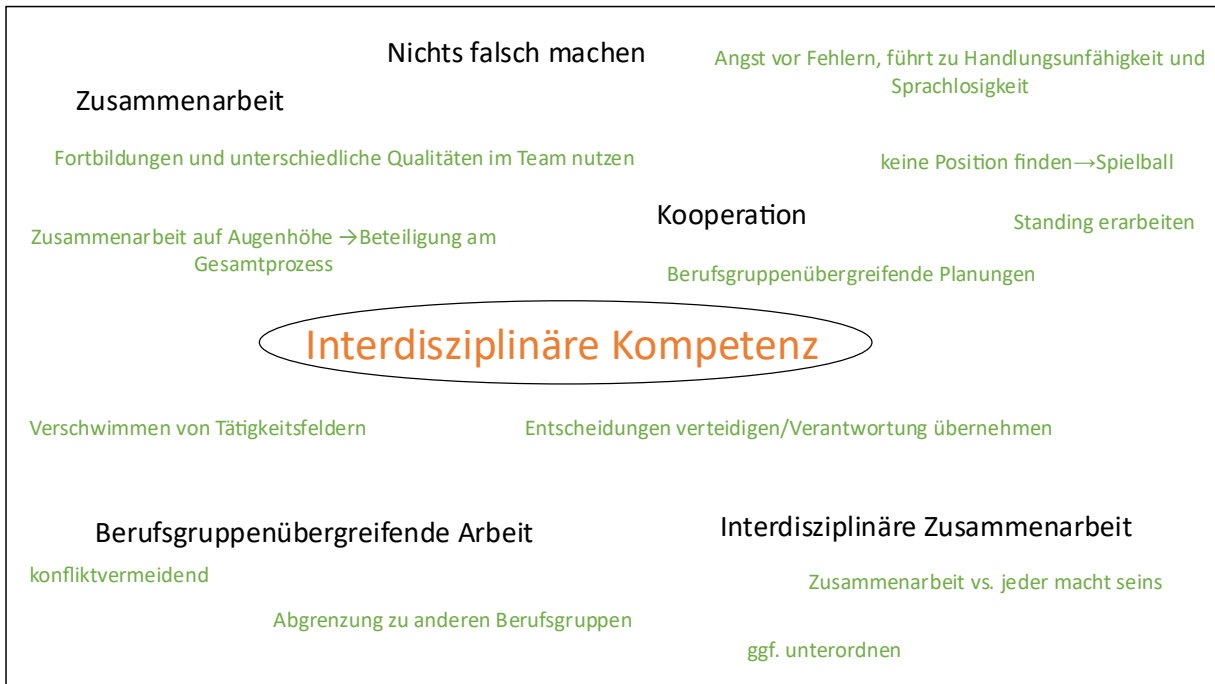 Nichts falsch machen
Angst vor Fehlern, führt zu Handlungsunfähigkeit und
Sprachlosigkeit
Zusammenarbeit
Fortbildungen und unterschiedliche Qualitäten im Team nutzen
keine Position finden→Spielball
Kooperation
Standing erarbeiten
Zusammenarbeit auf Augenhöhe →Beteiligung am
Gesamtprozess
Berufsgruppenübergreifende Planungen
Interdisziplinäre Kompetenz
Verschwimmen von Tätigkeitsfeldern
Entscheidungen verteidigen/Verantwortung übernehmen
Berufsgruppenübergreifende Arbeit
Interdisziplinäre Zusammenarbeit
konfliktvermeidend
Zusammenarbeit vs. jeder macht seins
Abgrenzung zu anderen Berufsgruppen
ggf. unterordnen